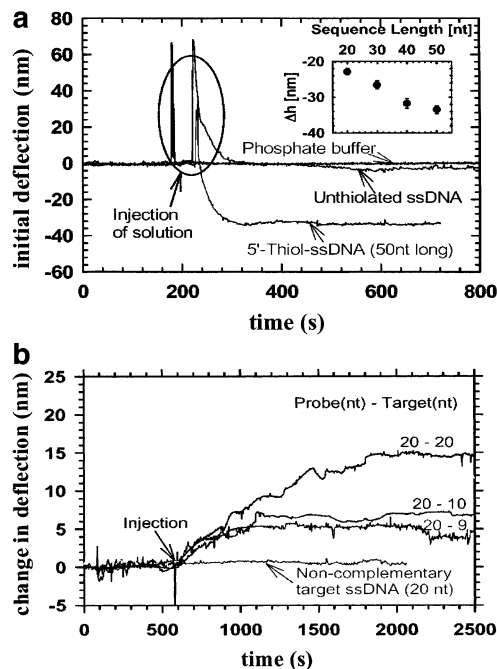 a
80
60
40
20
0
-20
-40
-60
initial deflection (nm)
0 200 400 600 800
time (s)
Sequence Length [nt]
20 30 40 50
-20
-30
-40
Δh [nm]
Phosphate buffer
Unthiolated ssDNA
Injection
of solution
5'-Thiol-ssDNA (50nt long)
b
25
20
15
10
5
0
-5
change in deflection (nm)
Probe(nt) - Target(nt)
20 - 20
20 - 10
20 - 9
Injection
Non-complementary
target ssDNA (20 nt)
0 500 1000 1500 2000 2500
time (s)